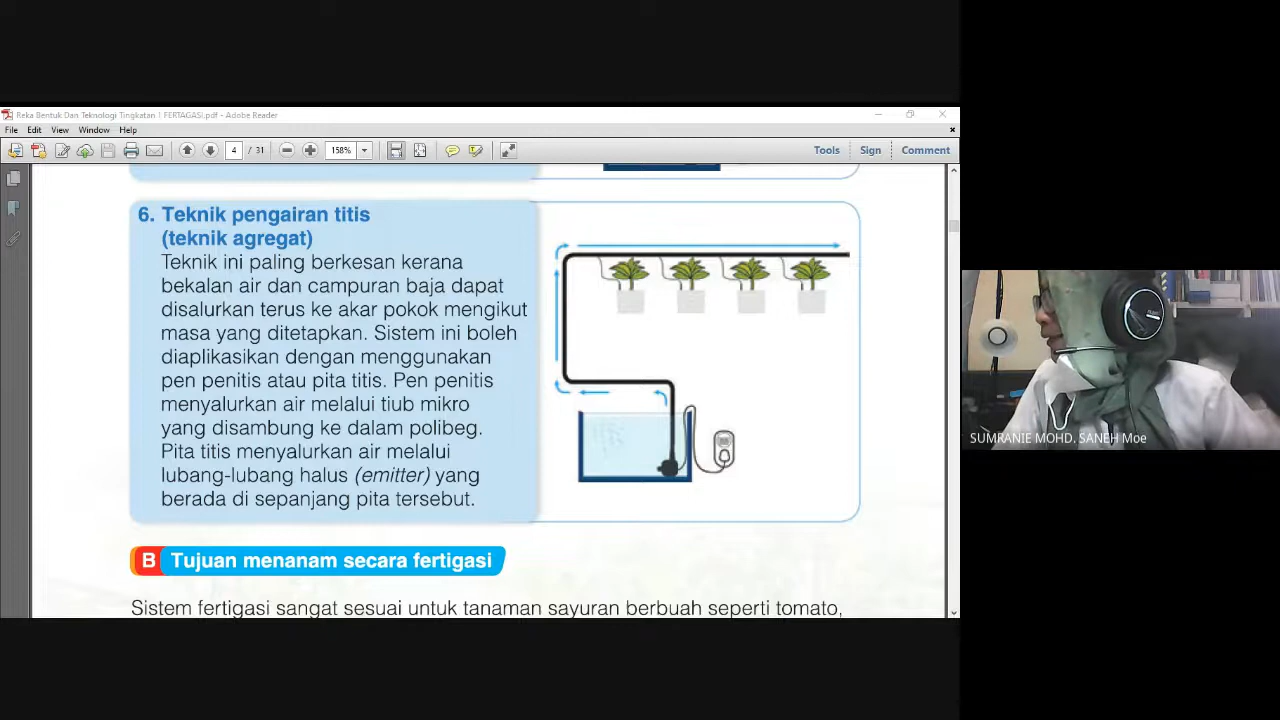 Reka Bentuk Dan Teknologi Tingkatan 1 FERTAGASI.pdf - Adobe Reader
File Edit View Window Help
4 / 31 158% Tools Sign Comment
6. Teknik pengairan titis
(teknik agregat)
Teknik ini paling berkesan kerana
bekalan air dan campuran baja dapat
disalurkan terus ke akar pokok mengikut
masa yang ditetapkan. Sistem ini boleh
diaplikasikan dengan menggunakan
pen penitis atau pita titis. Pen penitis
menyalurkan air melalui tiub mikro
yang disambung ke dalam polibeg.
Pita titis menyalurkan air melalui
lubang-lubang halus (emitter) yang
berada di sepanjang pita tersebut.
B Tujuan menanam secara fertigasi
Sistem fertigasi sangat sesuai untuk tanaman sayuran berbuah seperti tomato,
SUMRANIE MOHD. SANEH Moe